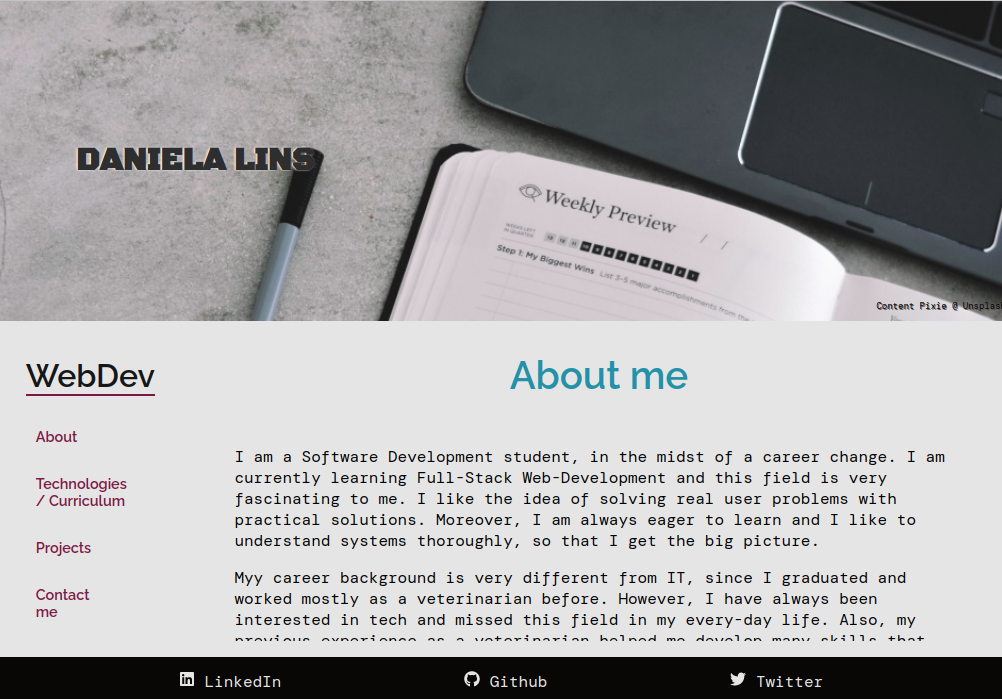 DANIELA LINS
Weekly Preview / /
WEEKS LEFT
IN QUARTER:
Step 1: My Biggest Wins List 3-5 major accomplishments from the
Content Pixie @ Unsplas
WebDev
About me
About
Technologies
/ Curriculum
Projects
Contact
me
I am a Software Development student, in the midst of a career change. I am
currently learning Full-Stack Web-Development and this field is very
fascinating to me. I like the idea of solving real user problems with
practical solutions. Moreover, I am always eager to learn and I like to
understand systems thoroughly, so that I get the big picture.
Myy career background is very different from IT, since I graduated and
worked mostly as a veterinarian before. However, I have always been
interested in tech and missed this field in my every-day life. Also, my
previous experience as a veterinarian helped me develop many skills that
LinkedIn
Github
Twitter